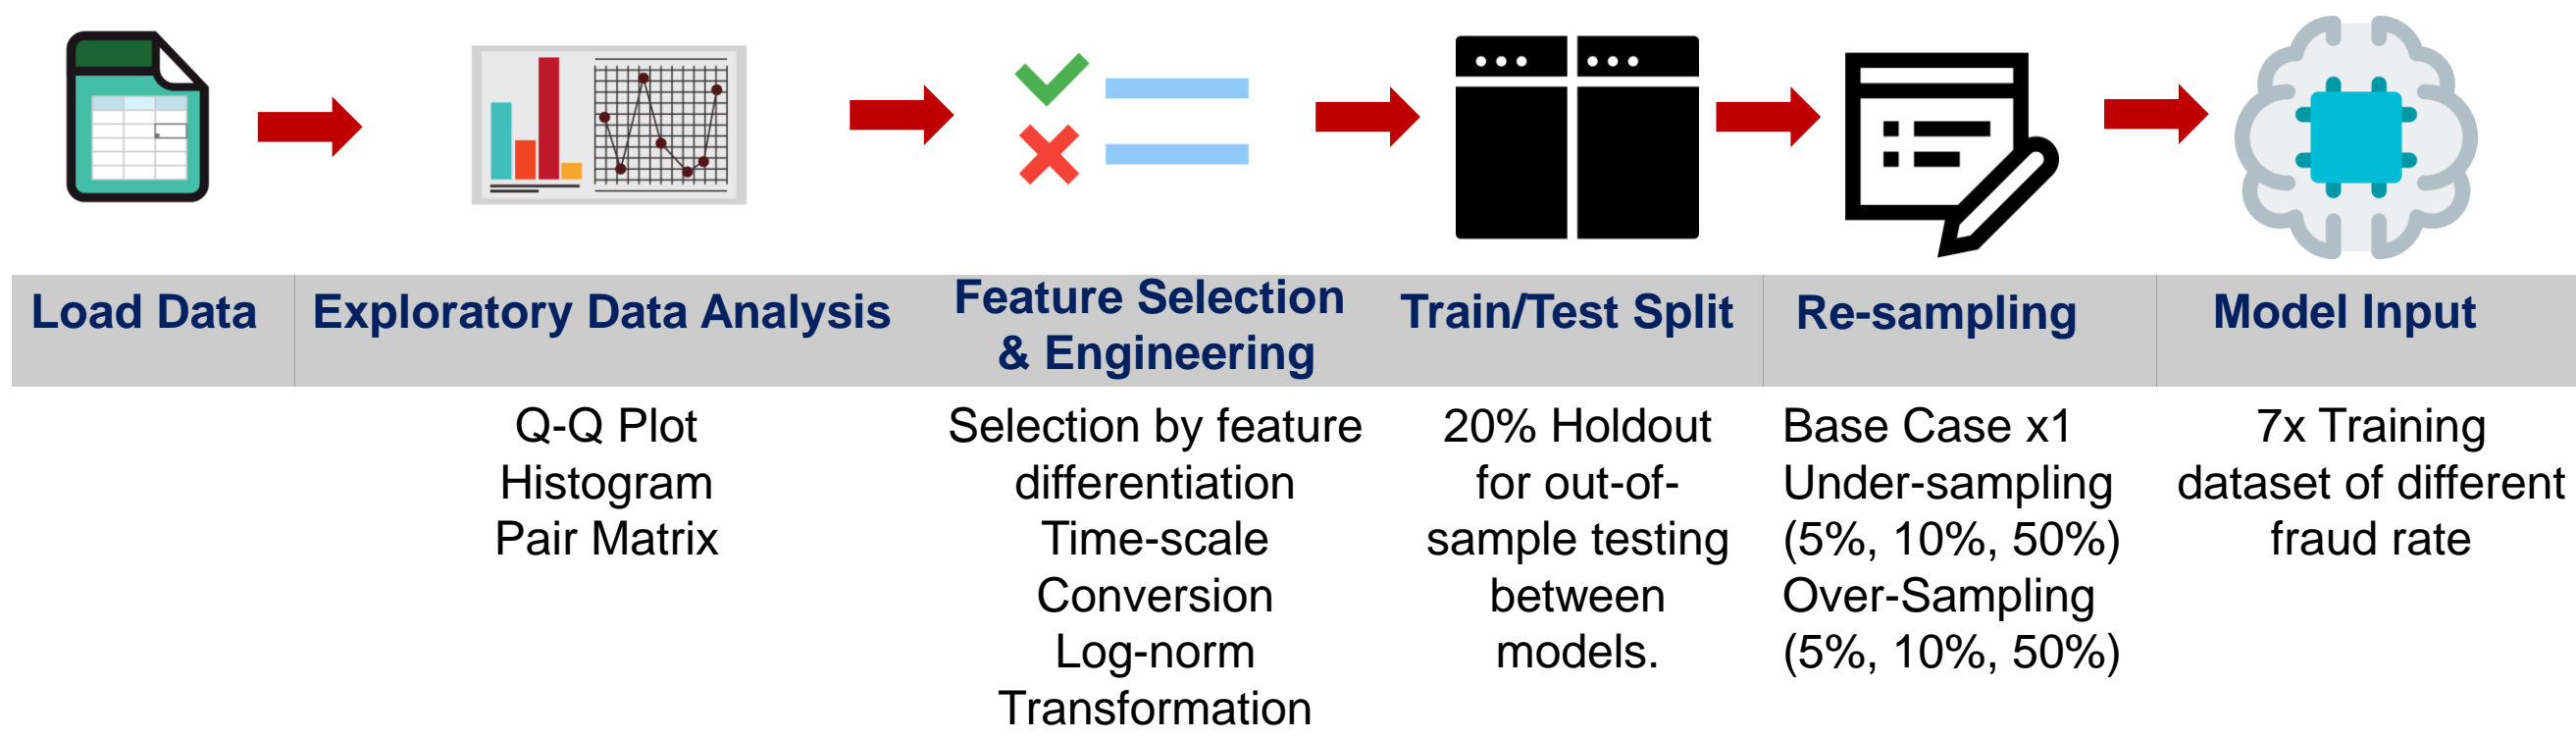 Load Data
Exploratory Data Analysis
Feature Selection
& Engineering
Train/Test Split
Re-sampling
Model Input
Q-Q Plot
Histogram
Pair Matrix
Selection by feature
differentiation
Time-scale
Conversion
Log-norm
Transformation
20% Holdout
for out-of-
sample testing
between
models.
Base Case x1
Under-sampling
(5%, 10%, 50%)
Over-Sampling
(5%, 10%, 50%)
7x Training
dataset of different
fraud rate